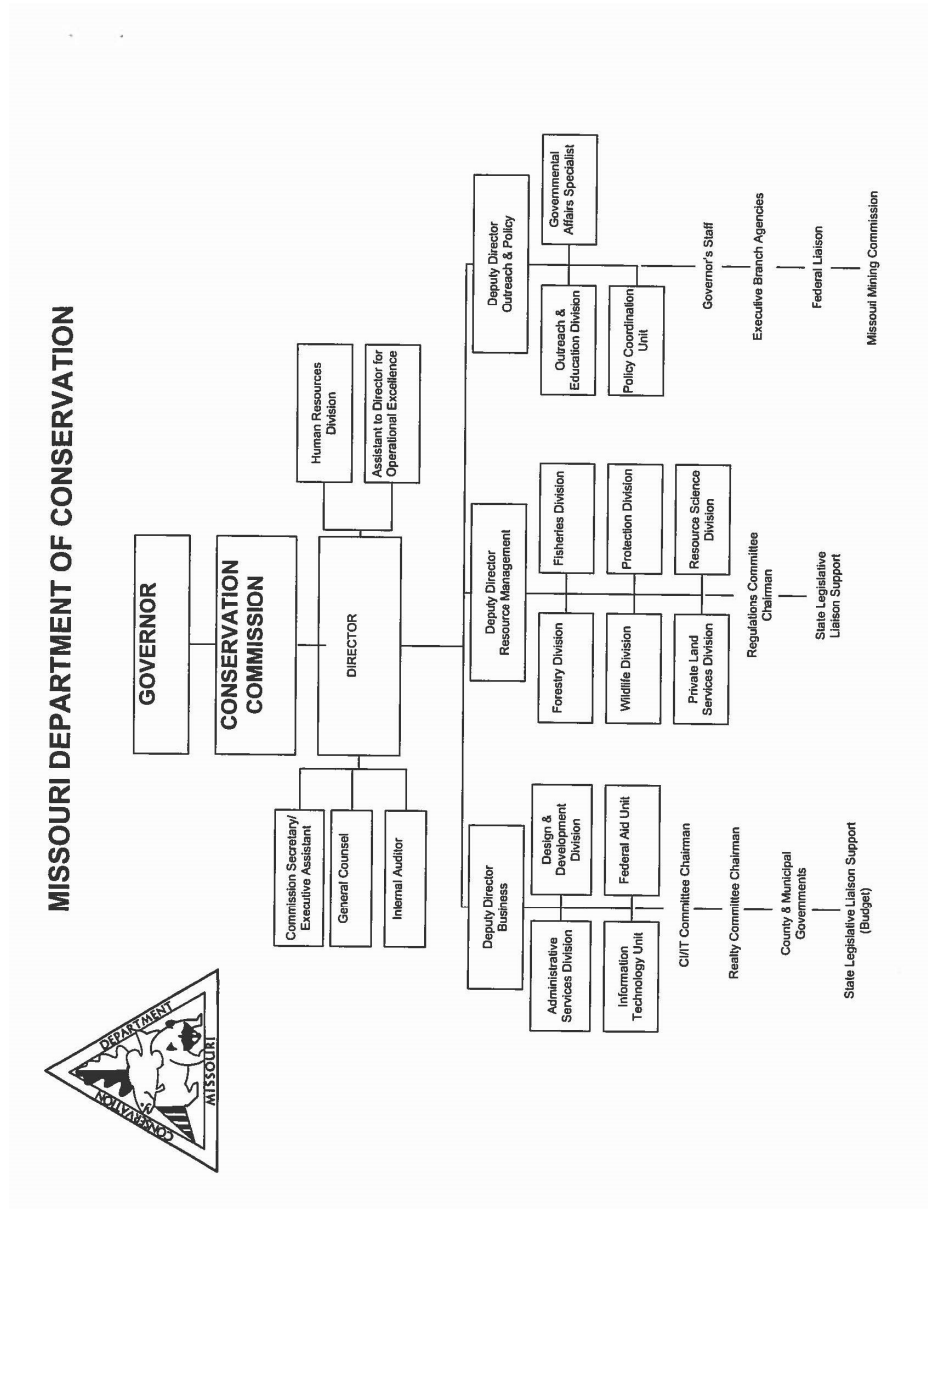 MISSOURI DEPARTMENT OF CONSERVATION
CONSERVATION
DEPARTMENT
MISSOURI
GOVERNOR
CONSERVATION
COMMISSION
DIRECTOR
Commission Secretary/
Executive Assistant
General Counsel
Internal Auditor
Human Resources
Division
Assistant to Director for
Operational Excellence
Deputy Director
Business
Administrative
Services Division
Design &
Development
Division
Information
Technology Unit
Federal Aid Unit
CI/IT Committee Chairman
Realty Committee Chairman
County & Municipal
Governments
State Legislative Liaison Support
(Budget)
Deputy Director
Resource Management
Forestry Division
Fisheries Division
Wildlife Division
Protection Division
Private Land
Services Division
Resource Science
Division
Regulations Committee
Chairman
State Legislative
Liaison Support
Deputy Director
Outreach & Policy
Outreach &
Education Division
Governmental
Affairs Specialist
Policy Coordination
Unit
Governor's Staff
Executive Branch Agencies
Federal Liaison
Missouri Mining Commission